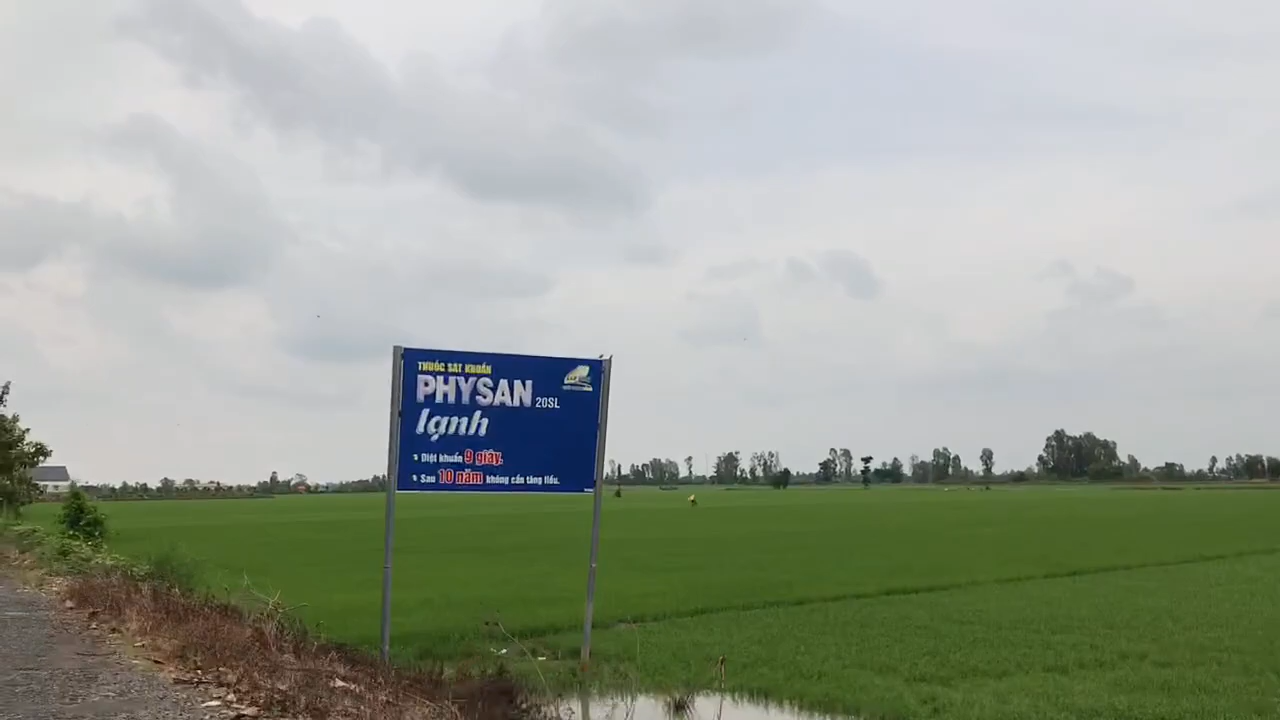 THUỐC SÁT KHUẨN
PHYSAN 20SL
lạnh
Diệt khuẩn 9 giây.
Sau 10 năm không cần tăng liều.